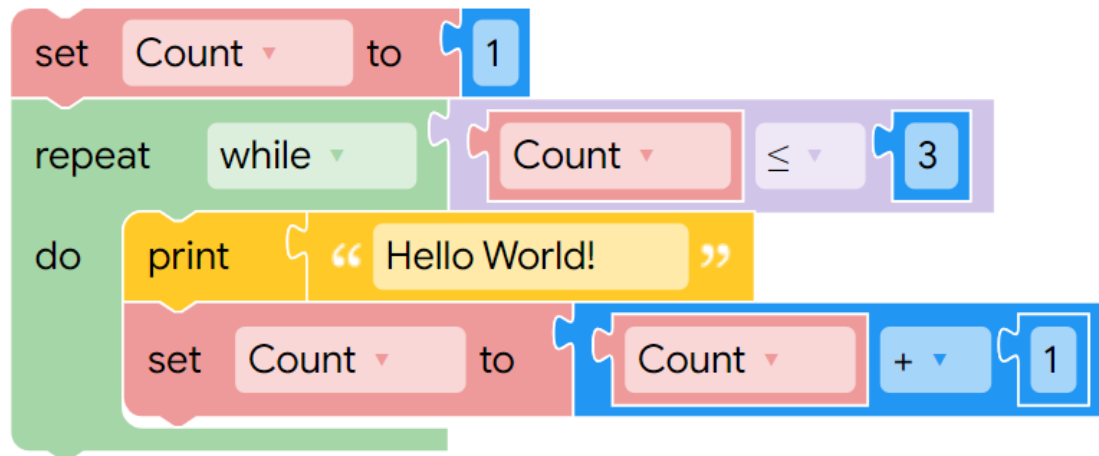 set Count ▾ to 1
repeat while ▾ Count ▾ ≤ ▾ 3
do print “ Hello World! ”
set Count ▾ to Count ▾ + ▾ 1